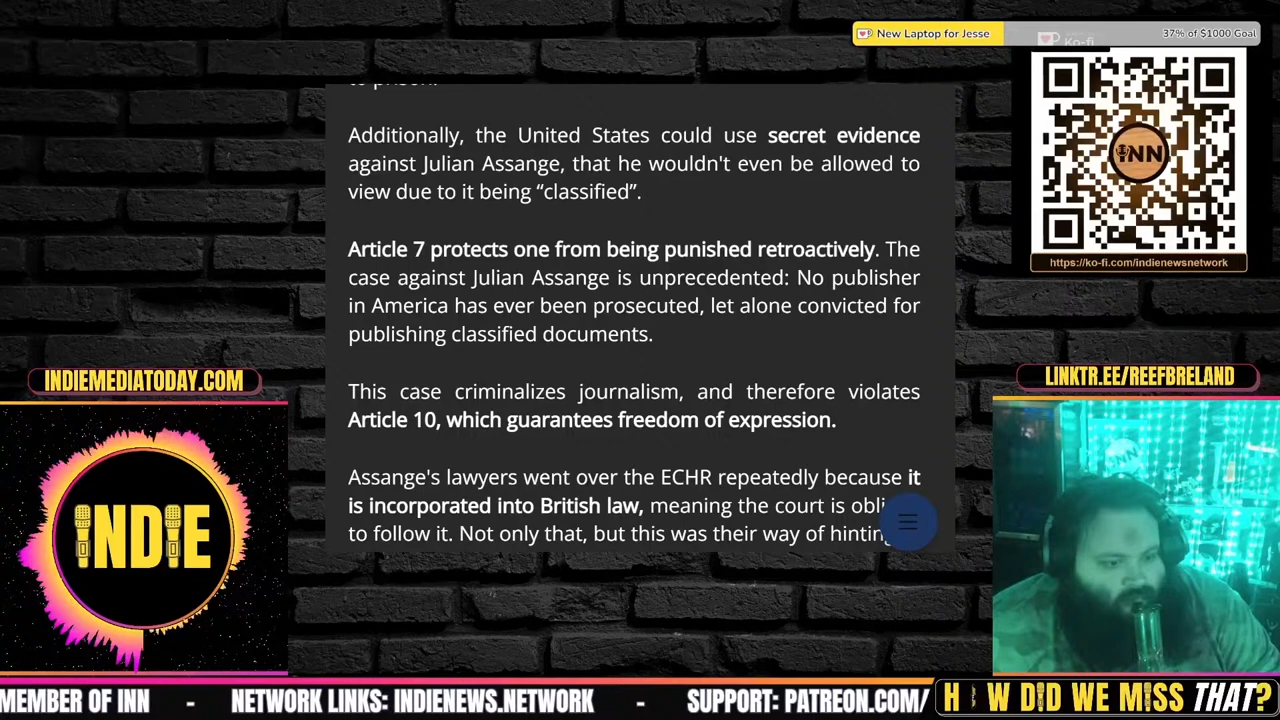 New Laptop for Jesse
Ko-fi
37% of $1000 Goal
Additionally, the United States could use secret evidence
against Julian Assange, that he wouldn't even be allowed to
view due to it being “classified”.
Article 7 protects one from being punished retroactively. The
case against Julian Assange is unprecedented: No publisher
in America has ever been prosecuted, let alone convicted for
publishing classified documents.
This case criminalizes journalism, and therefore violates
Article 10, which guarantees freedom of expression.
Assange's lawyers went over the ECHR repeatedly because it
is incorporated into British law, meaning the court is
to follow it. Not only that, but this was their way of
INN
https://ko-fi.com/indienewsnetwork
INDIEMEDIATODAY.COM
LINKTR.EE/REEFBRELAND
INDIE
MEMBER OF INN - NETWORK LINKS: INDIENEWS.NETWORK - SUPPORT: PATREON.COM/
HOW DID WE MISS THAT?